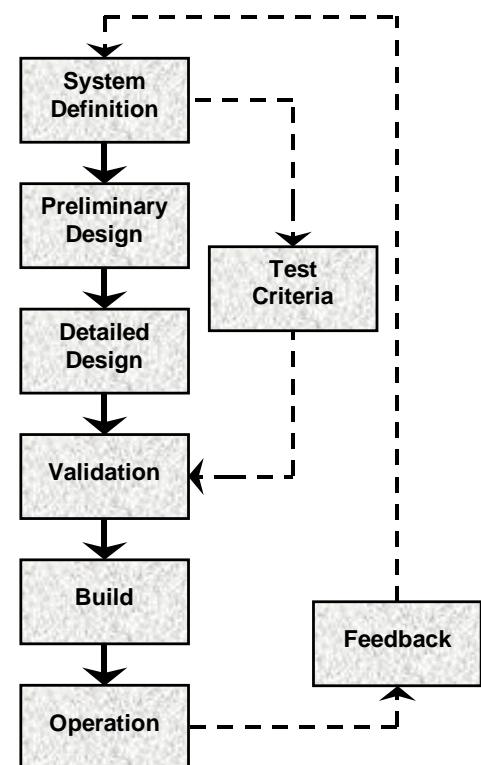 System
Definition
Preliminary
Design
Test
Criteria
Detailed
Design
Validation
Build
Feedback
Operation